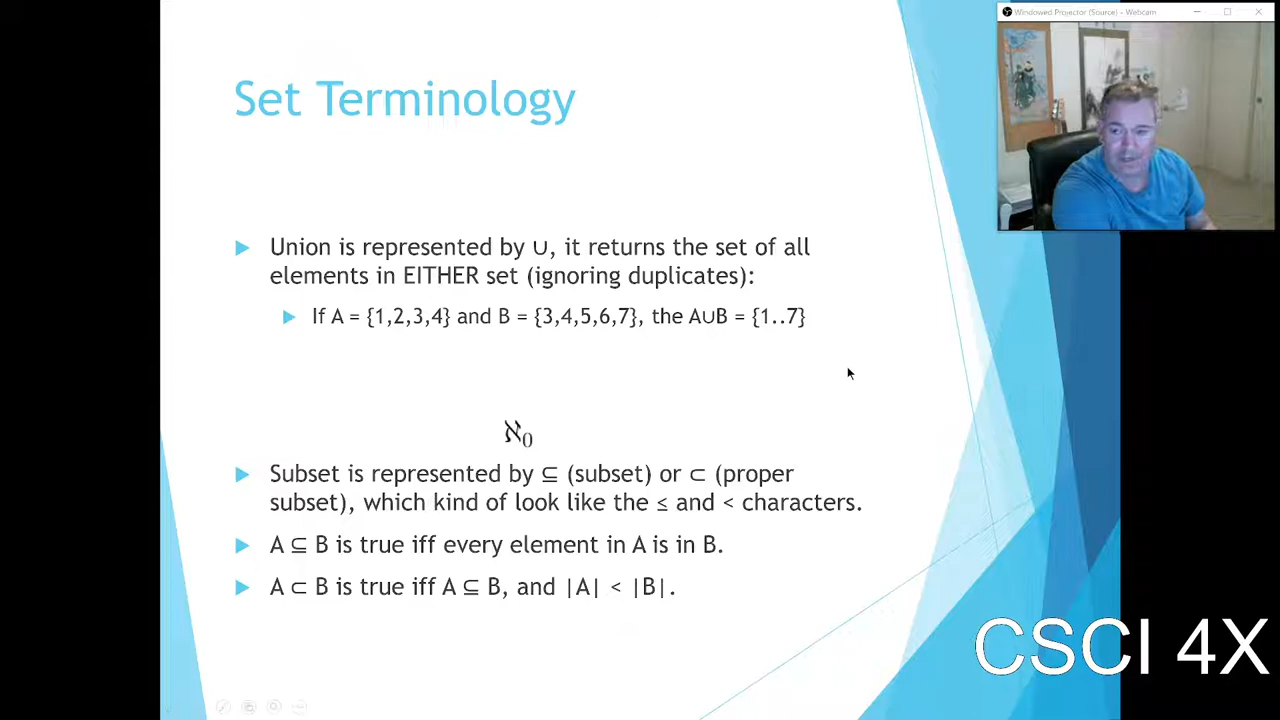 Windowed Projector (Source) - Webcam
Set Terminology
Union is represented by ∪, it returns the set of all
elements in EITHER set (ignoring duplicates):
If A = {1,2,3,4} and B = {3,4,5,6,7}, the A∪B = {1..7}
ℵ₀
Subset is represented by ⊆ (subset) or ⊂ (proper
subset), which kind of look like the ≤ and < characters.
A ⊆ B is true iff every element in A is in B.
A ⊂ B is true iff A ⊆ B, and |A| < |B|.
CSCI 4X